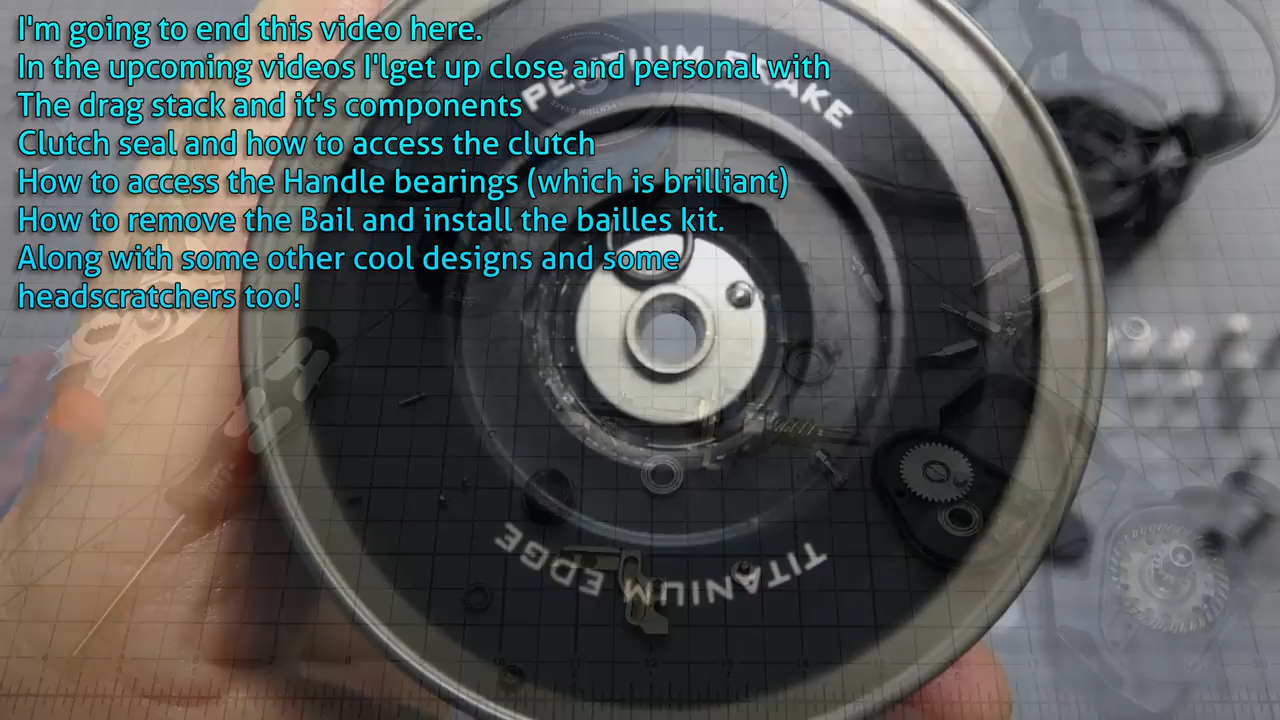 I'm going to end this video here.
In the upcoming videos I'lget up close and personal with
The drag stack and it's components
Clutch seal and how to access the clutch
How to access the Handle bearings (which is brilliant)
How to remove the Bail and install the bailles kit.
Along with some other cool designs and some
headscratchers too!
TITANIUM EDGE